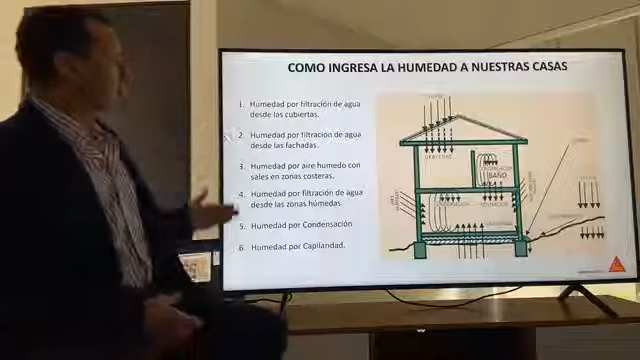 COMO INGRESA LA HUMEDAD A NUESTRAS CASAS
1. Humedad por filtración de agua
desde las cubiertas.
2. Humedad por filtración de agua
desde las fachadas.
3. Humedad por aire humedo con
sales en zonas costeras.
4. Humedad por filtración de agua
desde las zonas húmedas.
5. Humedad por Condensación
6. Humedad por Capilaridad.
GRAVEDAD
CONDENSACION
BAÑO